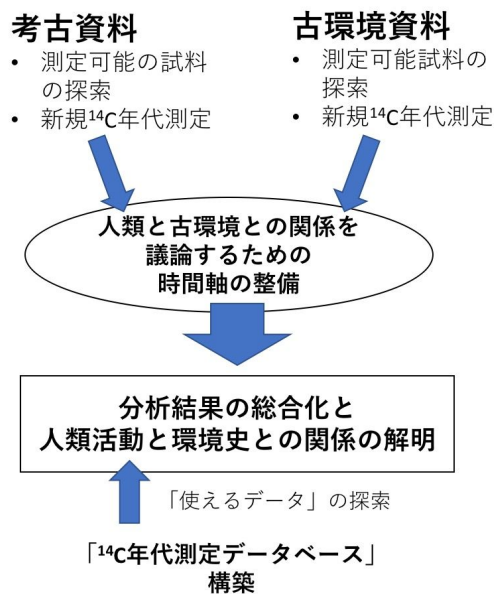 考古資料
• 測定可能の試料
の探索
• 新規¹⁴C年代測定
古環境資料
• 測定可能試料の
探索
• 新規¹⁴C年代測定
人類と古環境との関係を
議論するための
時間軸の整備
分析結果の総合化と
人類活動と環境史との関係の解明
「使えるデータ」の探索
「¹⁴C年代測定データベース」
構築